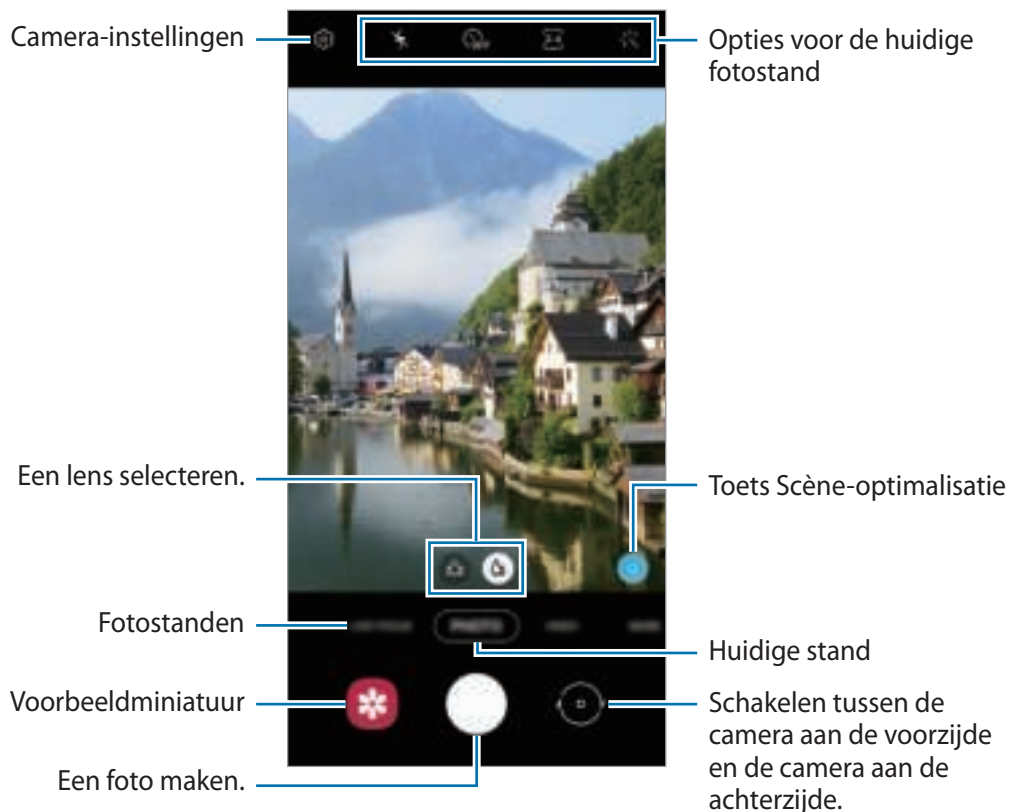 Camera-instellingen
Opties voor de huidige
fotostand
Een lens selecteren.
Toets Scène-optimalisatie
Fotostanden
PHOTO
Huidige stand
Voorbeeldminiatuur
Schakelen tussen de
camera aan de voorzijde
en de camera aan de
achterzijde.
Een foto maken.